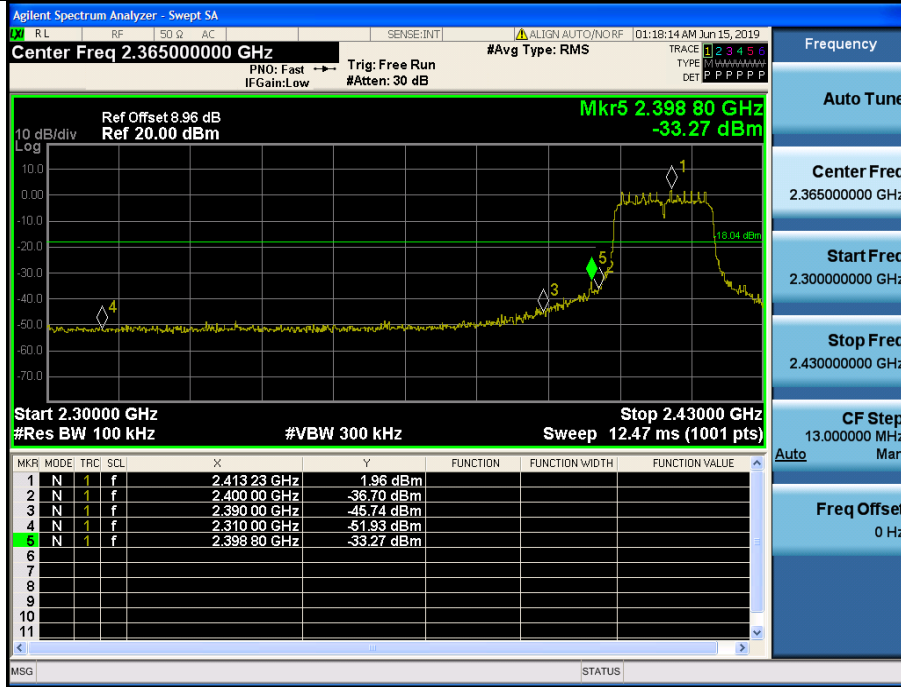 Agilent Spectrum Analyzer - Swept SA
LXI RL RF 50 Ω AC SENSE:INT ALIGN AUTO/NO RF 01:18:14 AM Jun 15, 2019
Center Freq 2.365000000 GHz #Avg Type: RMS TRACE 1 2 3 4 5 6
PNO: Fast Trig: Free Run TYPE M WWWWW
IFGain:Low #Atten: 30 dB DET P P P P P P
Mkr5 2.398 80 GHz
-33.27 dBm
Ref Offset 8.96 dB
10 dB/div Ref 20.00 dBm
Log
10.0
0.00
-10.0
-20.0
-30.0
-40.0
-50.0
-60.0
-70.0
1
-18.04 dBm
5
2
3
4
Start 2.30000 GHz Stop 2.43000 GHz
#Res BW 100 kHz #VBW 300 kHz Sweep 12.47 ms (1001 pts)
MKR MODE TRC SCL X Y FUNCTION FUNCTION WIDTH FUNCTION VALUE
1 N 1 f 2.413 23 GHz 1.96 dBm
2 N 1 f 2.400 00 GHz -36.70 dBm
3 N 1 f 2.390 00 GHz -45.74 dBm
4 N 1 f 2.310 00 GHz -51.93 dBm
5 N 1 f 2.398 80 GHz -33.27 dBm
6
7
8
9
10
11
MSG STATUS
Frequency
Auto Tune
Center Freq
2.365000000 GHz
Start Freq
2.300000000 GHz
Stop Freq
2.430000000 GHz
CF Step
13.000000 MHz
Auto Man
Freq Offset
0 Hz